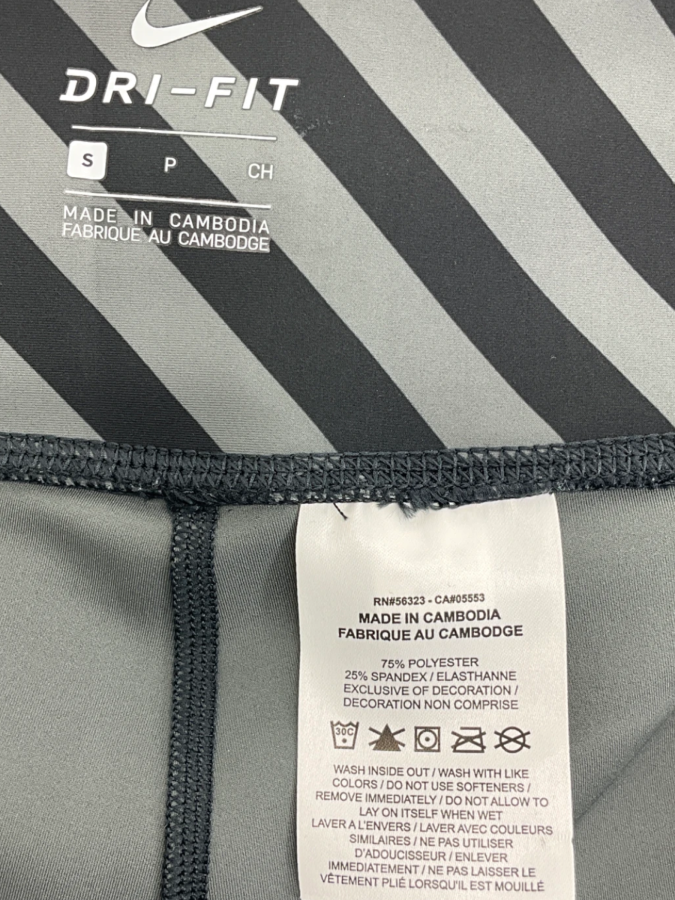 DRI-FIT
S P CH
MADE IN CAMBODIA
FABRIQUE AU CAMBODGE
RN#56323 - CA#05553
MADE IN CAMBODIA
FABRIQUE AU CAMBODGE
75% POLYESTER
25% SPANDEX / ELASTHANNE
EXCLUSIVE OF DECORATION /
DECORATION NON COMPRISE
30C
WASH INSIDE OUT / WASH WITH LIKE
COLORS / DO NOT USE SOFTENERS /
REMOVE IMMEDIATELY / DO NOT ALLOW TO
LAY ON ITSELF WHEN WET
LAVER A L'ENVERS / LAVER AVEC COULEURS
SIMILAIRES / NE PAS UTILISER
D'ADOUCISSEUR / ENLEVER
IMMEDIATEMENT / NE PAS LAISSER LE
VÊTEMENT PLIÉ LORSQU'IL EST MOUILLÉ